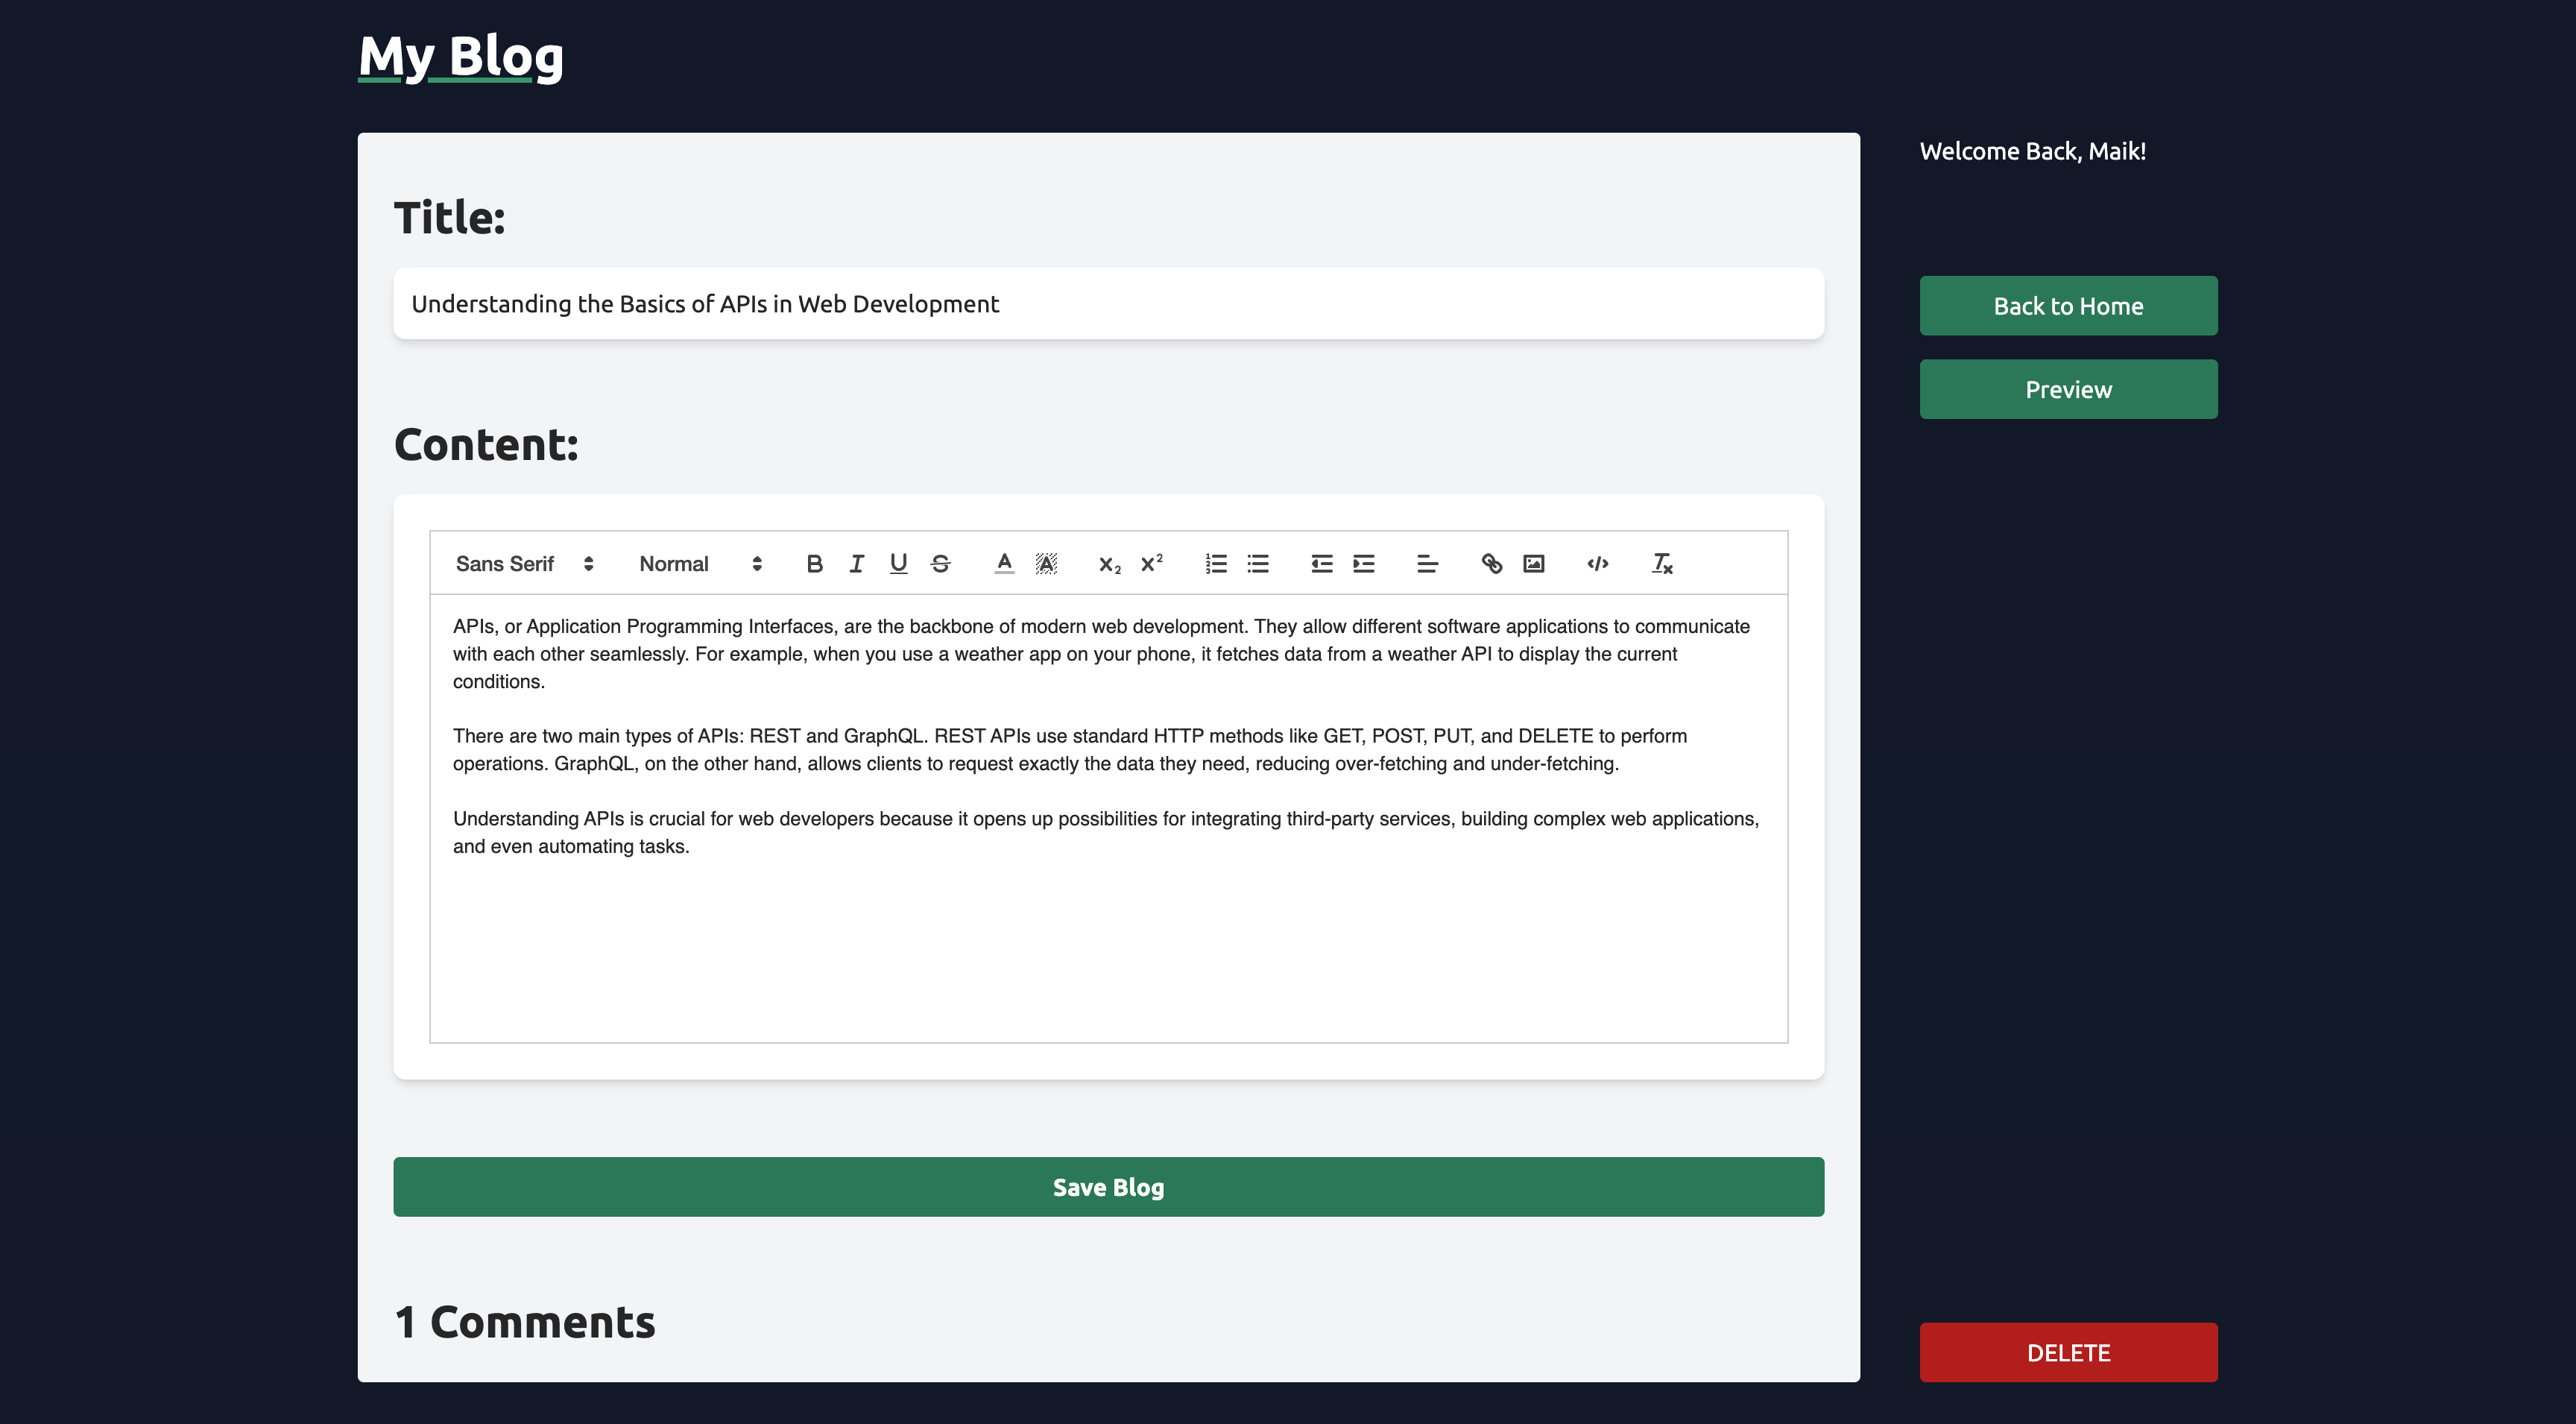 My Blog
Welcome Back, Maik!
Title:
Understanding the Basics of APIs in Web Development
Back to Home
Preview
Content:
Sans Serif Normal B I U S A A x₂ x²
APIs, or Application Programming Interfaces, are the backbone of modern web development. They allow different software applications to communicate
with each other seamlessly. For example, when you use a weather app on your phone, it fetches data from a weather API to display the current
conditions.
There are two main types of APIs: REST and GraphQL. REST APIs use standard HTTP methods like GET, POST, PUT, and DELETE to perform
operations. GraphQL, on the other hand, allows clients to request exactly the data they need, reducing over-fetching and under-fetching.
Understanding APIs is crucial for web developers because it opens up possibilities for integrating third-party services, building complex web applications,
and even automating tasks.
Save Blog
1 Comments
DELETE